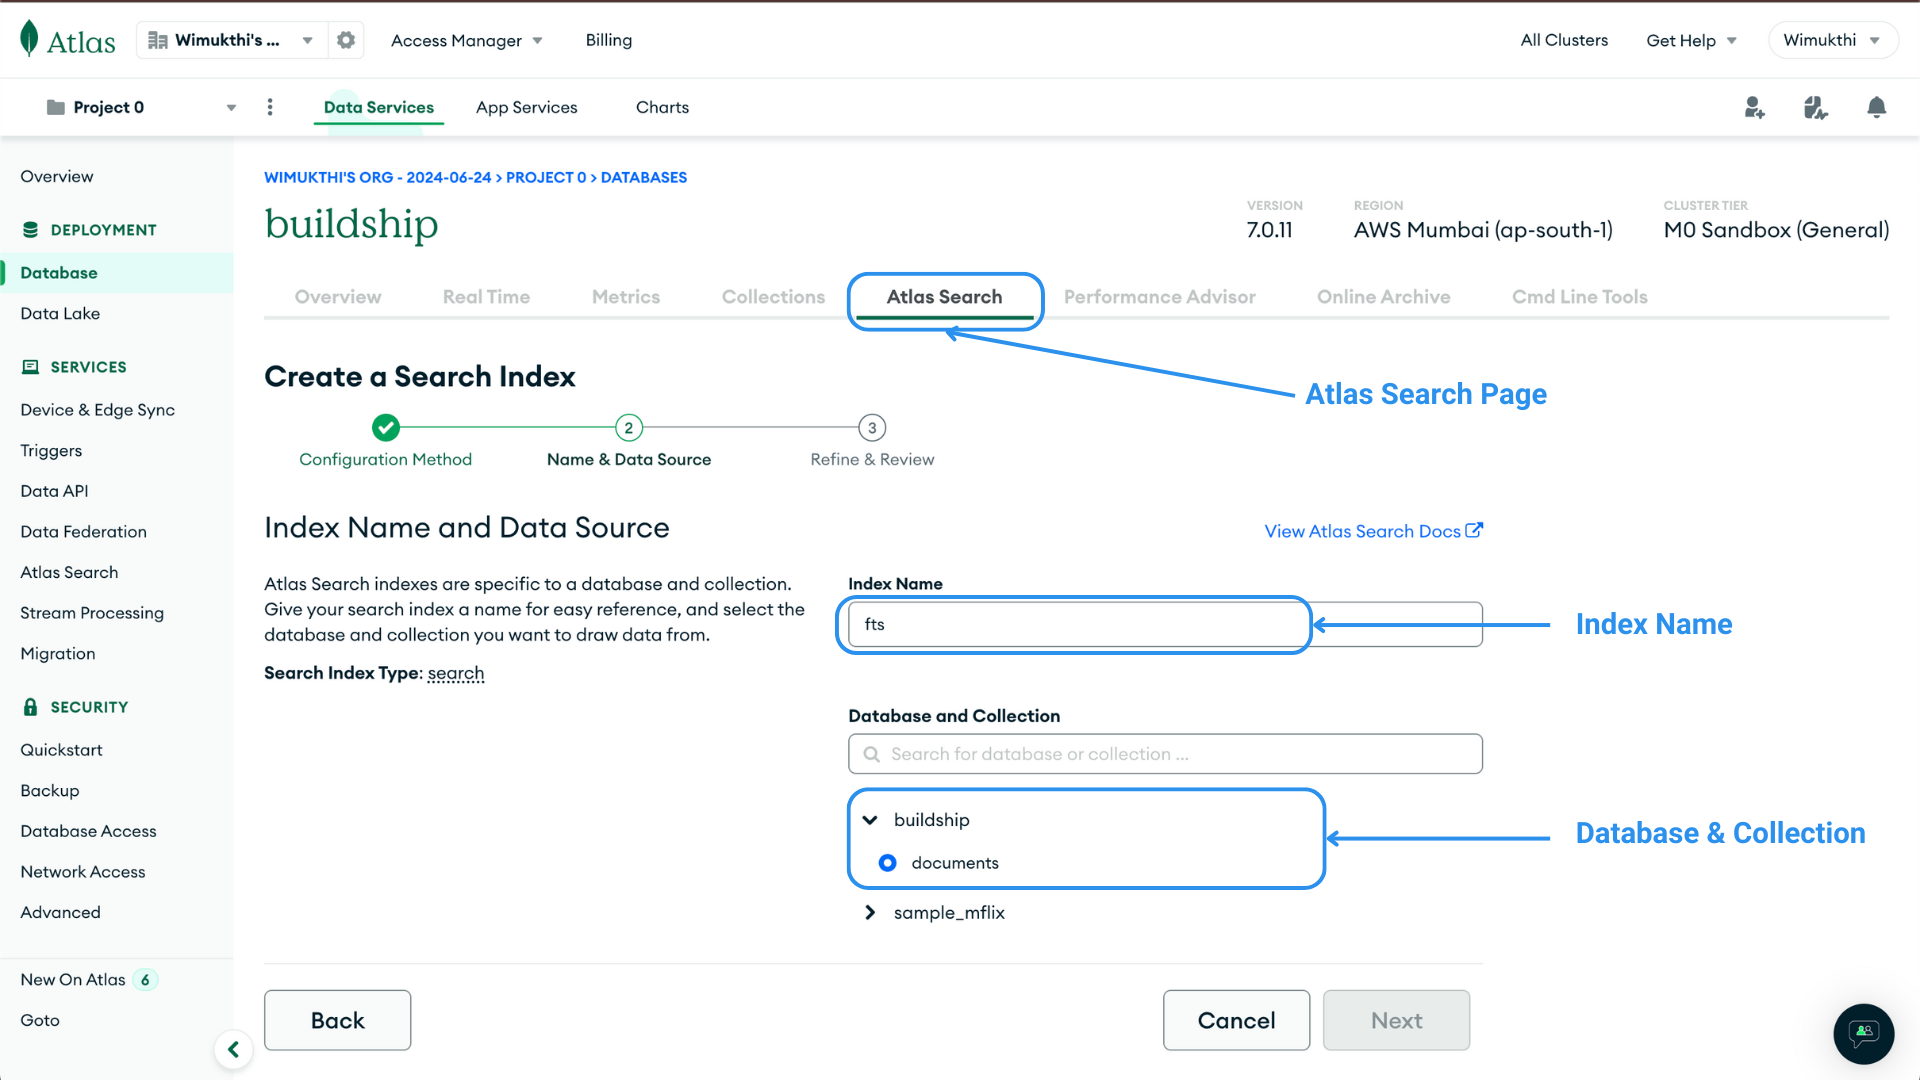 Atlas
Wimukthi's ...
Access Manager
Billing
All Clusters
Get Help
Wimukthi
Project 0
Data Services
App Services
Charts
Overview
DEPLOYMENT
Database
Data Lake
SERVICES
Device & Edge Sync
Triggers
Data API
Data Federation
Atlas Search
Stream Processing
Migration
SECURITY
Quickstart
Backup
Database Access
Network Access
Advanced
New On Atlas 6
Goto
WIMUKTHI'S ORG - 2024-06-24 > PROJECT 0 > DATABASES
buildship
VERSION
7.0.11
REGION
AWS Mumbai (ap-south-1)
CLUSTER TIER
M0 Sandbox (General)
Overview
Real Time
Metrics
Collections
Atlas Search
Performance Advisor
Online Archive
Cmd Line Tools
Atlas Search Page
Create a Search Index
2
3
Configuration Method
Name & Data Source
Refine & Review
Index Name and Data Source
View Atlas Search Docs
Atlas Search indexes are specific to a database and collection.
Give your search index a name for easy reference, and select the
database and collection you want to draw data from.
Search Index Type: search
Index Name
fts
Index Name
Database and Collection
Search for database or collection ...
buildship
documents
Database & Collection
sample_mflix
Back
Cancel
Next